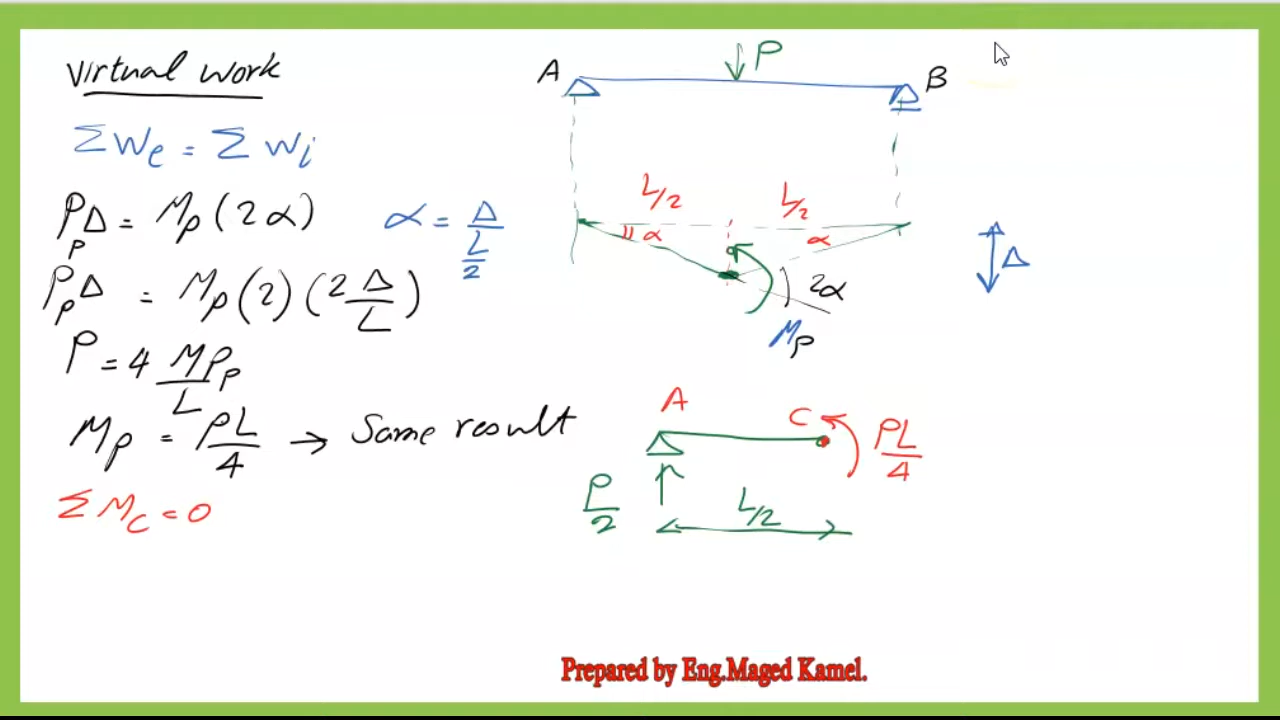 Virtual work
ΣWe = ΣWi
PpΔ = Mp(2α)   α = Δ/(L/2)
PpΔ = Mp(2)(2Δ/L)
P = 4 MPp/L
Mp = PL/4 → Same result
ΣMc = 0
A
P
B
L/2
L/2
α
α
2α
Δ
Mp
A
C
PL/4
P/2
L/2
Prepared by Eng.Maged Kamel.